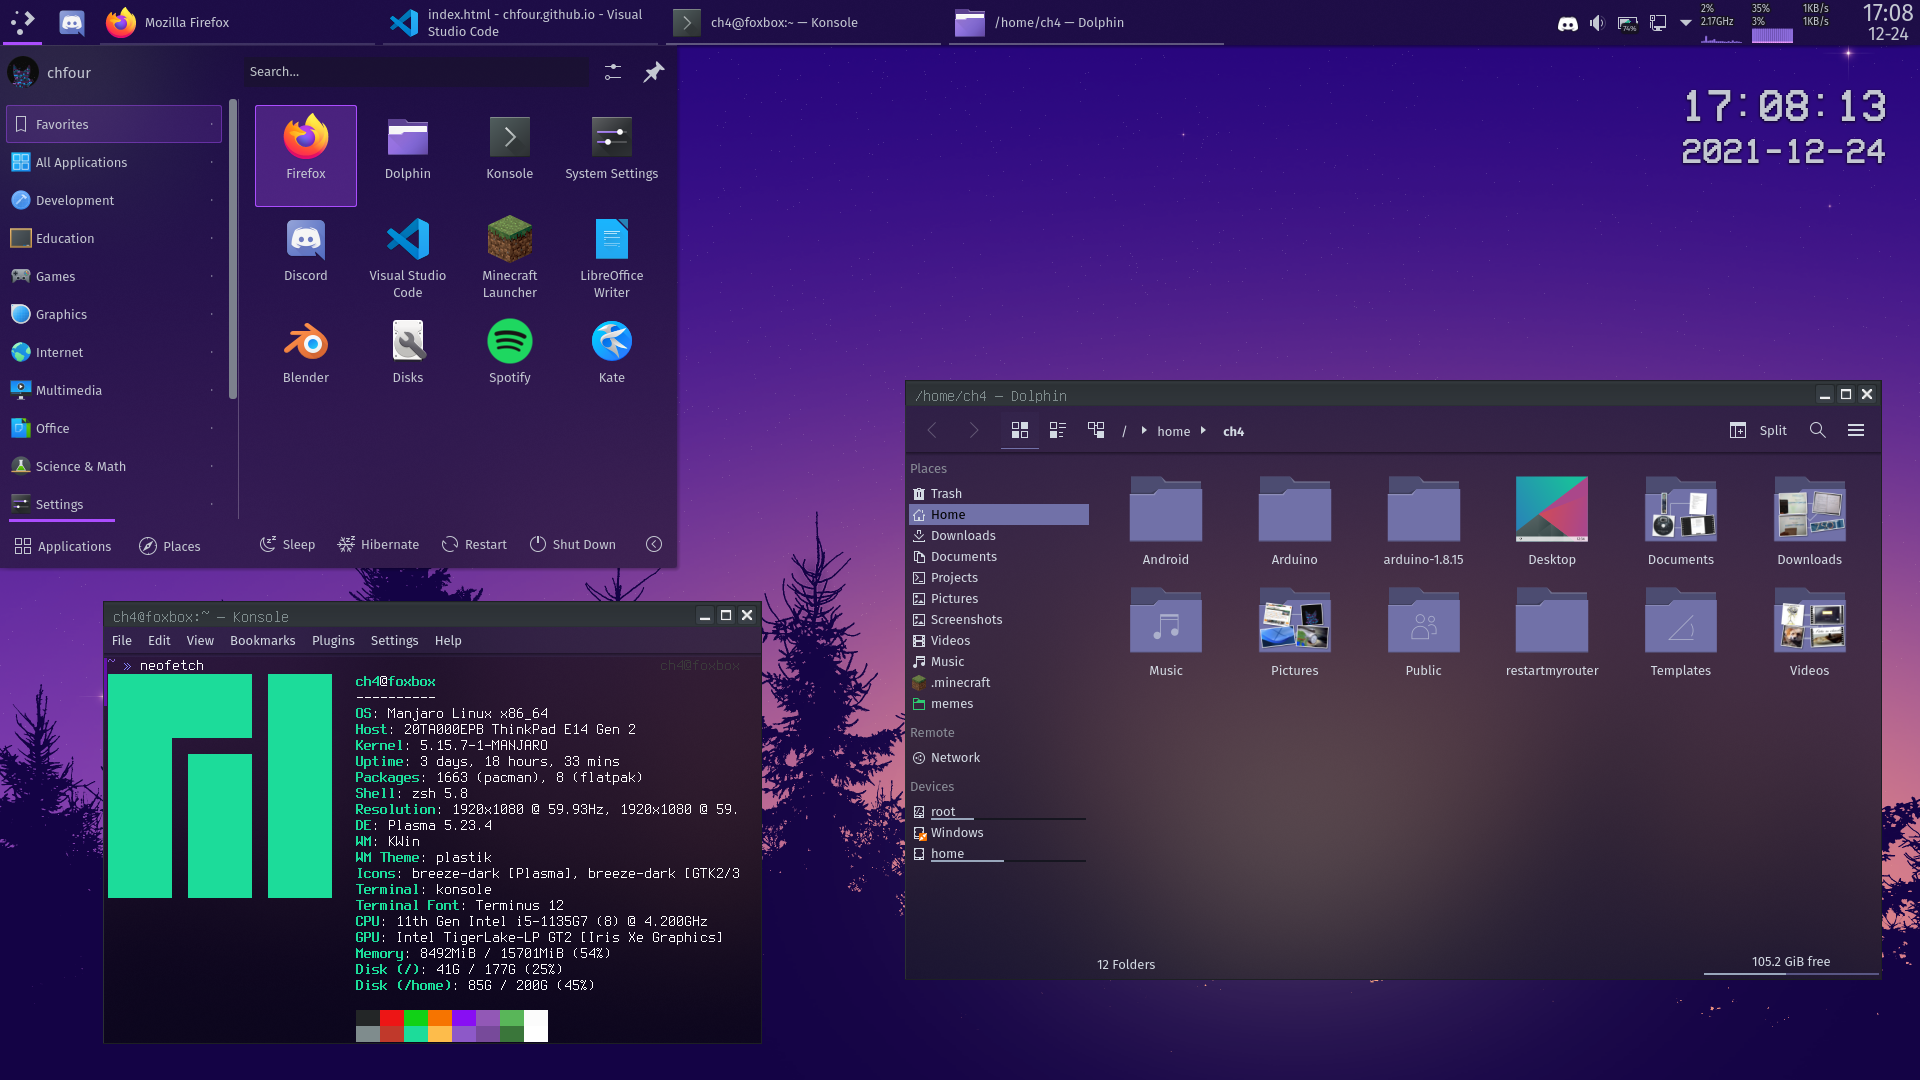 Mozilla Firefox
index.html - chfour.github.io - Visual
Studio Code
ch4@foxbox:~ — Konsole
/home/ch4 — Dolphin
74%
2%
2.17GHz
35%
3%
1KB/s
1KB/s
17:08
12-24
chfour
Search...
Favorites
All Applications
Development
Education
Games
Graphics
Internet
Multimedia
Office
Science & Math
Settings
Firefox
Dolphin
Konsole
System Settings
Discord
Visual Studio
Code
Minecraft
Launcher
LibreOffice
Writer
Blender
Disks
Spotify
Kate
Applications
Places
Sleep
Hibernate
Restart
Shut Down
17:08:13
2021-12-24
ch4@foxbox:~ — Konsole
File Edit View Bookmarks Plugins Settings Help
~ » neofetch
ch4@foxbox
ch4@foxbox
----------
OS: Manjaro Linux x86_64
Host: 20TA000EPB ThinkPad E14 Gen 2
Kernel: 5.15.7-1-MANJARO
Uptime: 3 days, 18 hours, 33 mins
Packages: 1663 (pacman), 8 (flatpak)
Shell: zsh 5.8
Resolution: 1920x1080 @ 59.93Hz, 1920x1080 @ 59.
DE: Plasma 5.23.4
WM: KWin
WM Theme: plastik
Icons: breeze-dark [Plasma], breeze-dark [GTK2/3
Terminal: konsole
Terminal Font: Terminus 12
CPU: 11th Gen Intel i5-1135G7 (8) @ 4.200GHz
GPU: Intel TigerLake-LP GT2 [Iris Xe Graphics]
Memory: 8492MiB / 15701MiB (54%)
Disk (/): 41G / 177G (25%)
Disk (/home): 85G / 200G (45%)
/home/ch4 — Dolphin
/ home ch4
Split
Places
Trash
Home
Downloads
Documents
Projects
Pictures
Screenshots
Videos
Music
.minecraft
memes
Remote
Network
Devices
root
Windows
home
Android
Arduino
arduino-1.8.15
Desktop
Documents
Downloads
Music
Pictures
Public
restartmyrouter
Templates
Videos
12 Folders
105.2 GiB free